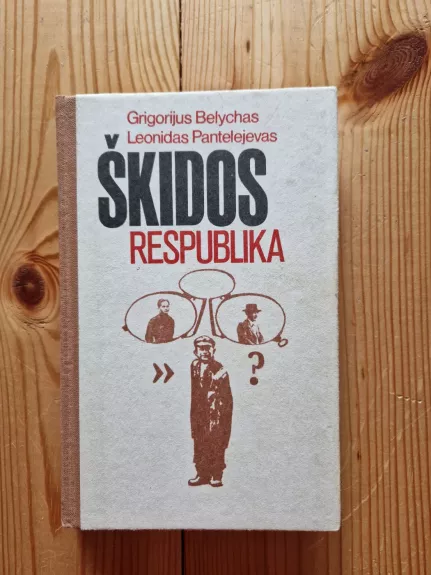 Grigorijus Belychas
Leonidas Pantelejevas
ŠKIDOS
RESPUBLIKA
» ?